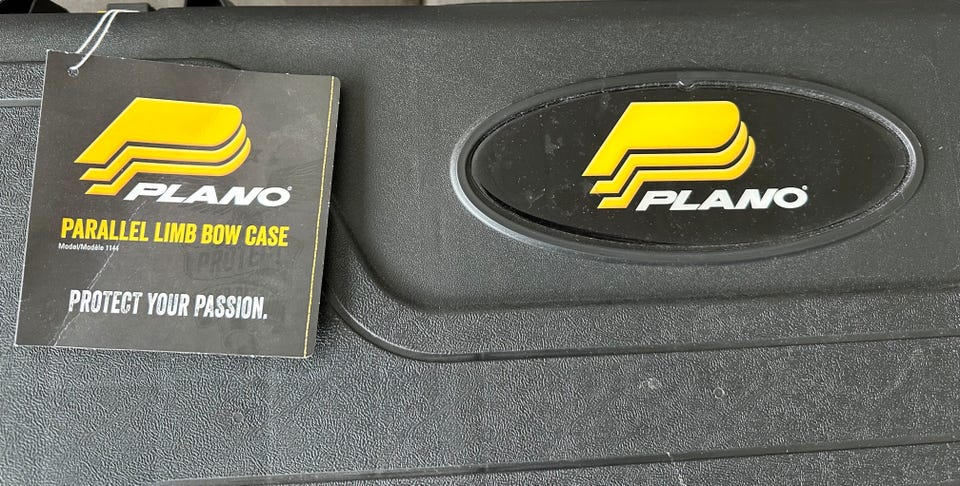 PLANO®
PARALLEL LIMB BOW CASE
Model/Modèle 1144
PROTECT YOUR PASSION.
PLANO®